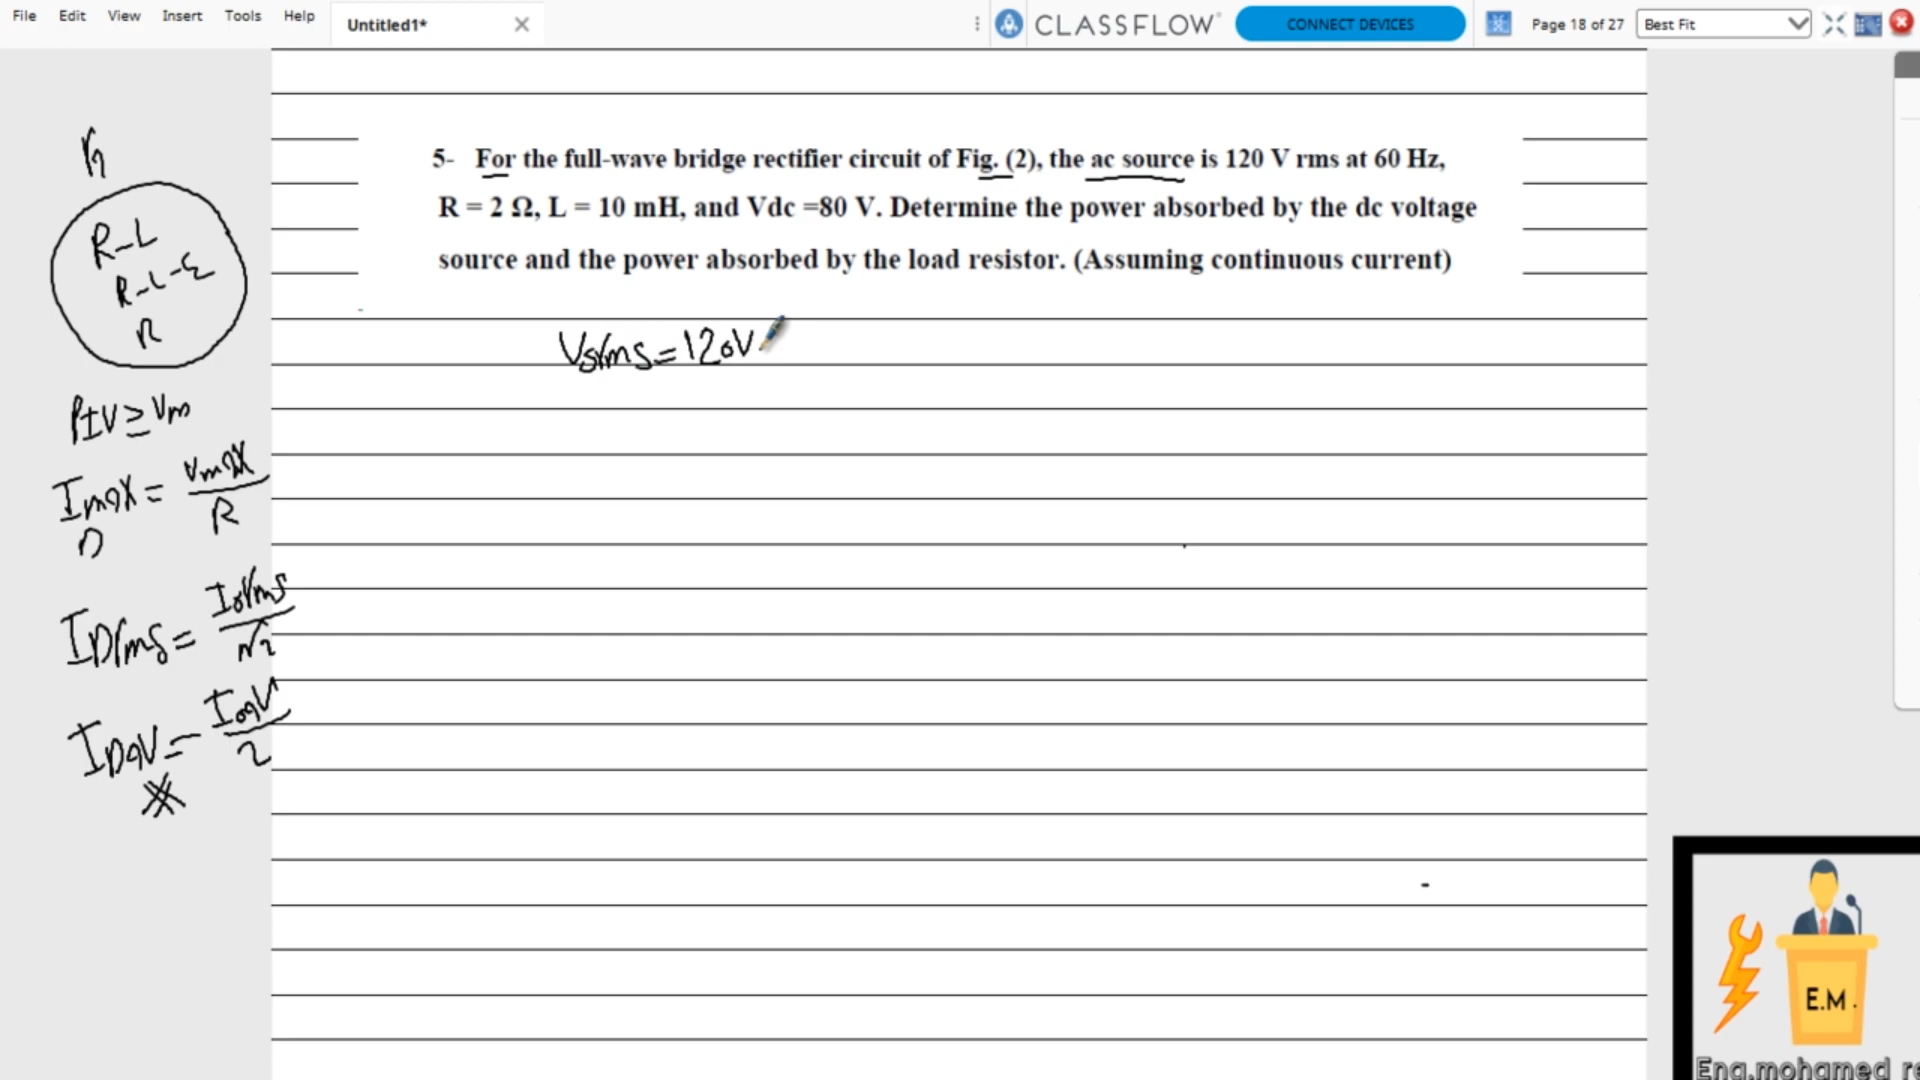 File Edit View Insert Tools Help
Untitled1*
CLASSFLOW
CONNECT DEVICES
Page 18 of 27
Best Fit
5- For the full-wave bridge rectifier circuit of Fig. (2), the ac source is 120 V rms at 60 Hz,
R = 2 Ω, L = 10 mH, and Vdc =80 V. Determine the power absorbed by the dc voltage
source and the power absorbed by the load resistor. (Assuming continuous current)
Vsrms=120V
R-L
R-L-E
R
PIV≥Vm
Imax = Vmax / R
D
IDrms = Iorms / √2
IDav = Ioav / 2
E.M.
Eng.mohamed re